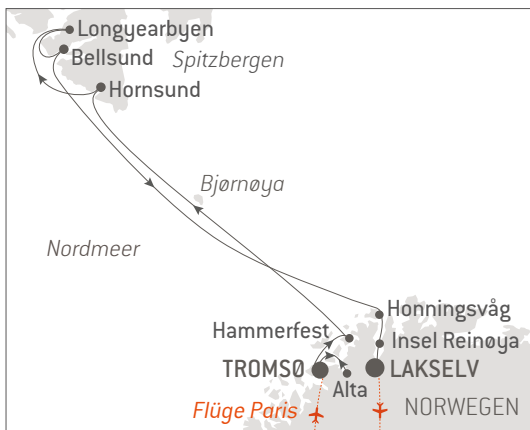 Longyearbyen
Bellsund
Spitzbergen
Hornsund
Bjørnøya
Nordmeer
Honningsvåg
Hammerfest
Insel Reinøya
TROMSØ
LAKSELV
Alta
Flüge Paris
NORWEGEN